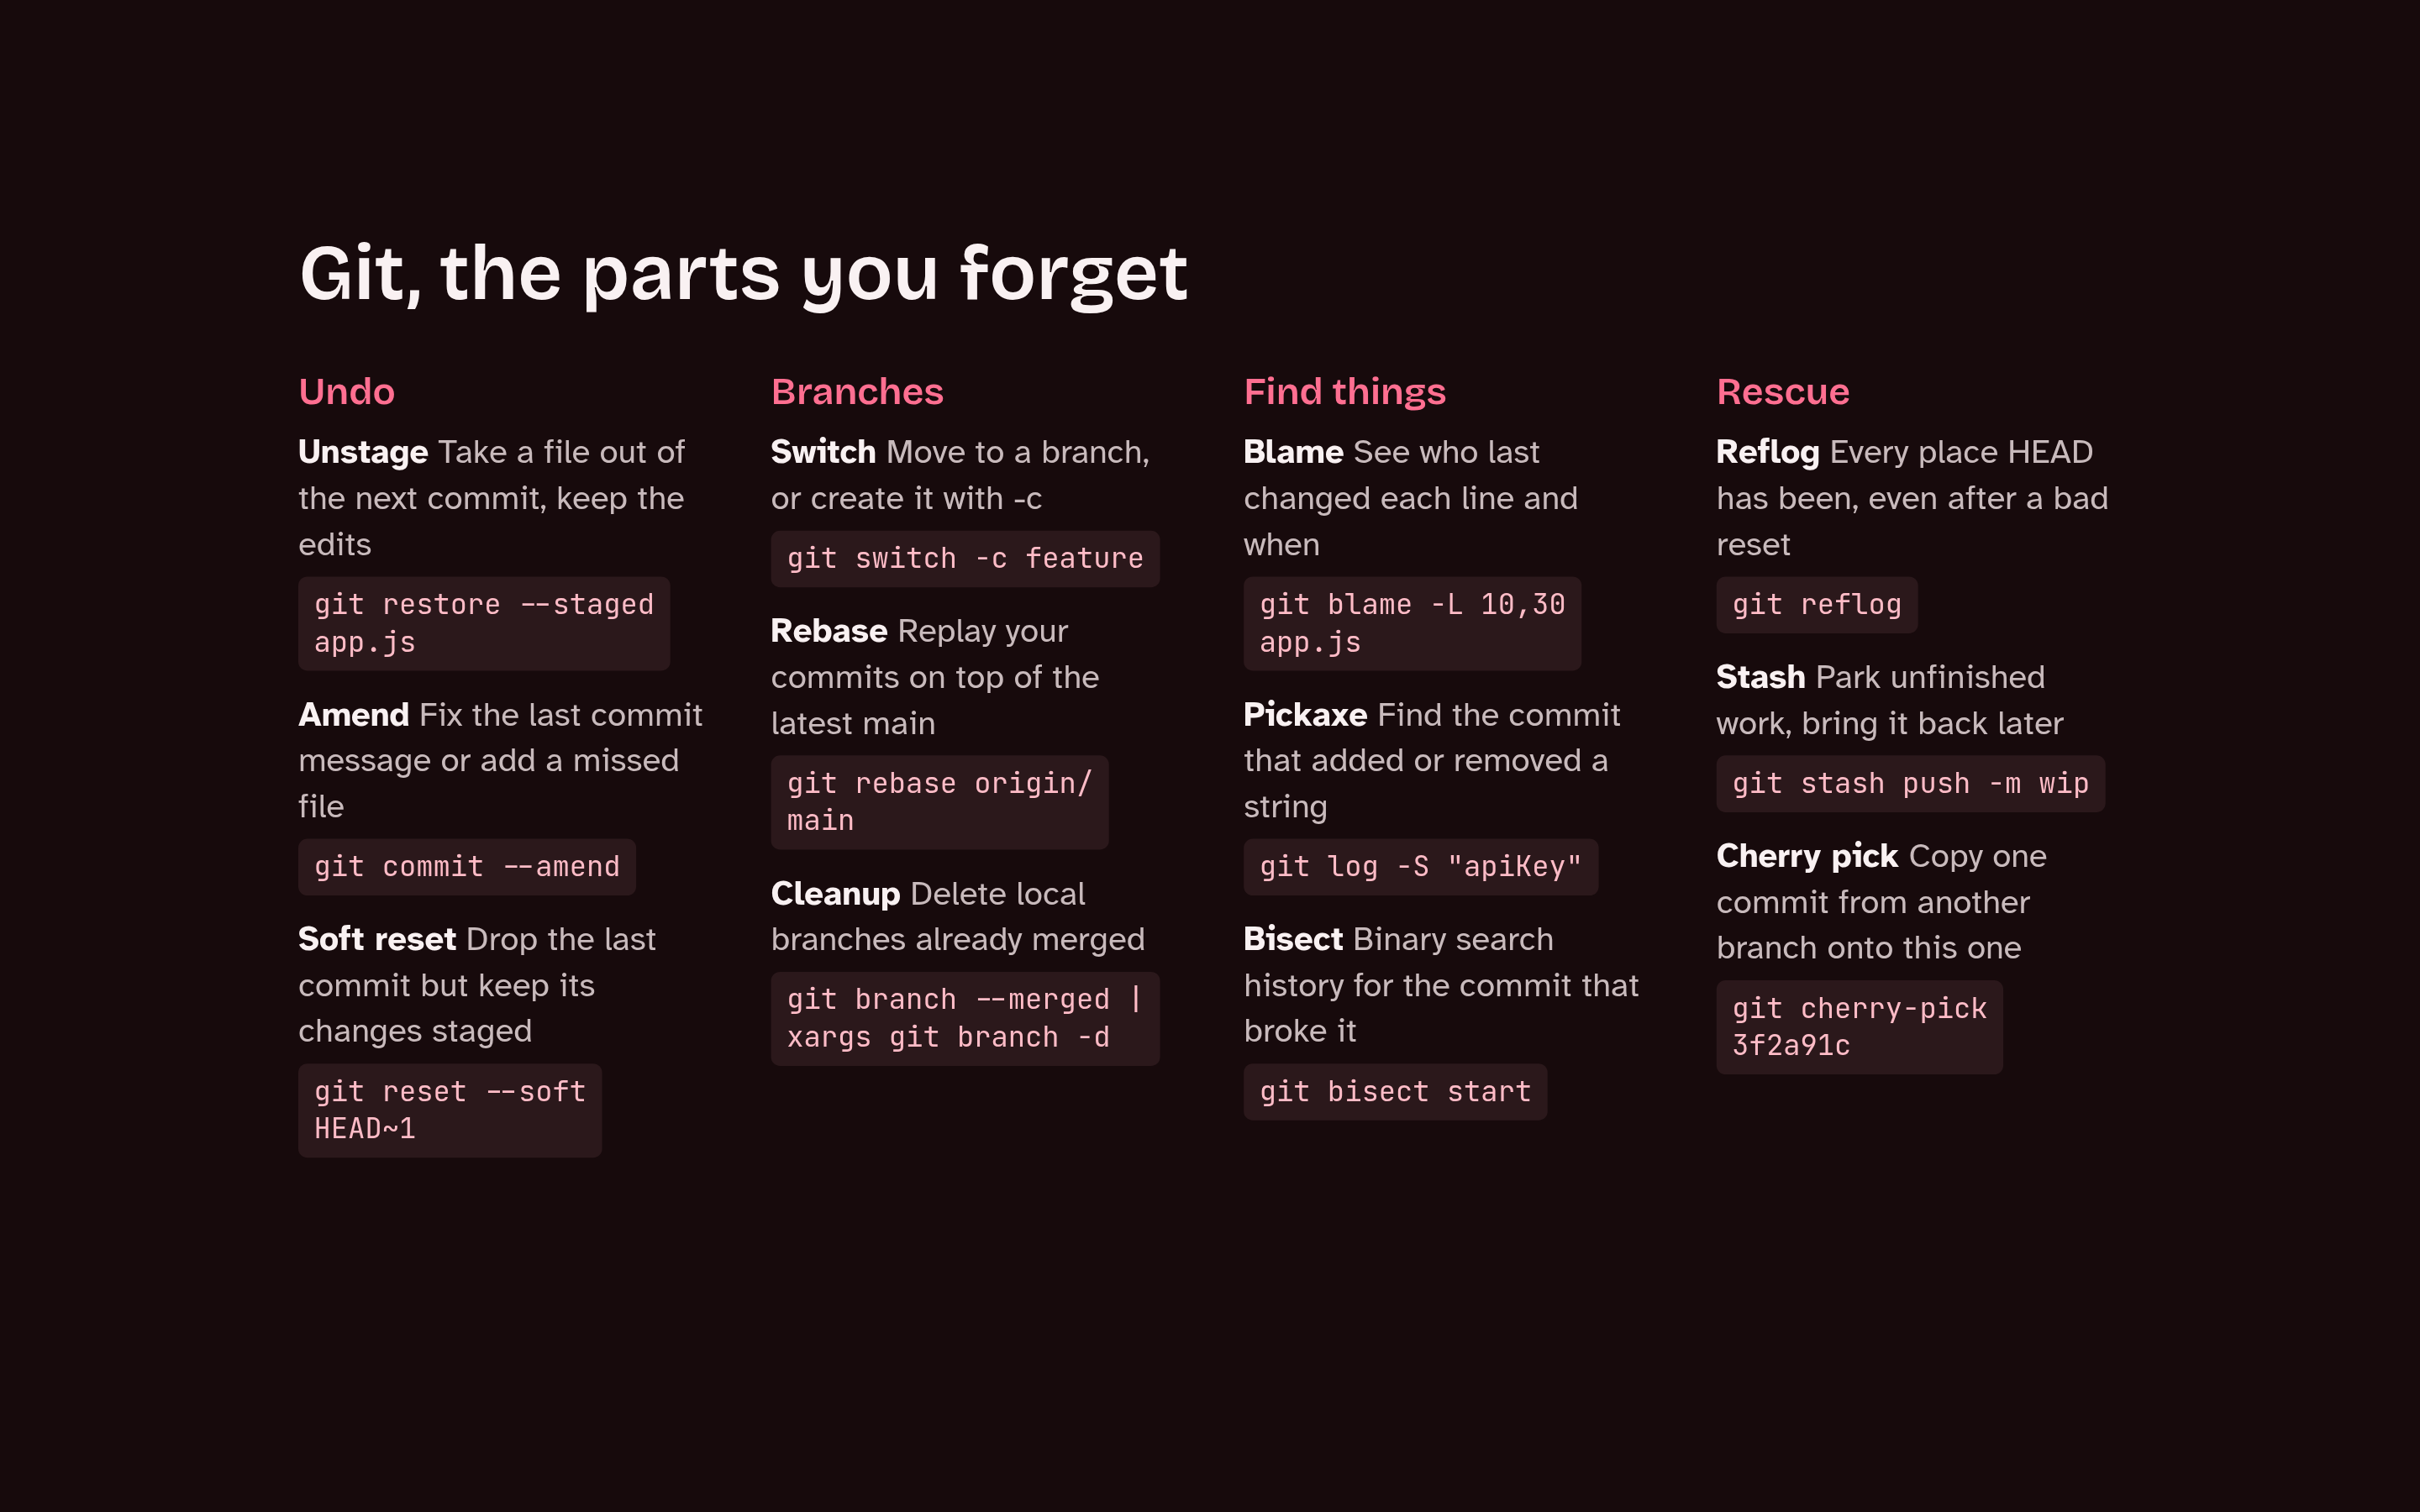 Git, the parts you forget
Undo
Unstage Take a file out of
the next commit, keep the
edits
git restore --staged
app.js
Amend Fix the last commit
message or add a missed
file
git commit --amend
Soft reset Drop the last
commit but keep its
changes staged
git reset --soft
HEAD~1
Branches
Switch Move to a branch,
or create it with -c
git switch -c feature
Rebase Replay your
commits on top of the
latest main
git rebase origin/
main
Cleanup Delete local
branches already merged
git branch --merged |
xargs git branch -d
Find things
Blame See who last
changed each line and
when
git blame -L 10,30
app.js
Pickaxe Find the commit
that added or removed a
string
git log -S "apiKey"
Bisect Binary search
history for the commit that
broke it
git bisect start
Rescue
Reflog Every place HEAD
has been, even after a bad
reset
git reflog
Stash Park unfinished
work, bring it back later
git stash push -m wip
Cherry pick Copy one
commit from another
branch onto this one
git cherry-pick
3f2a91c